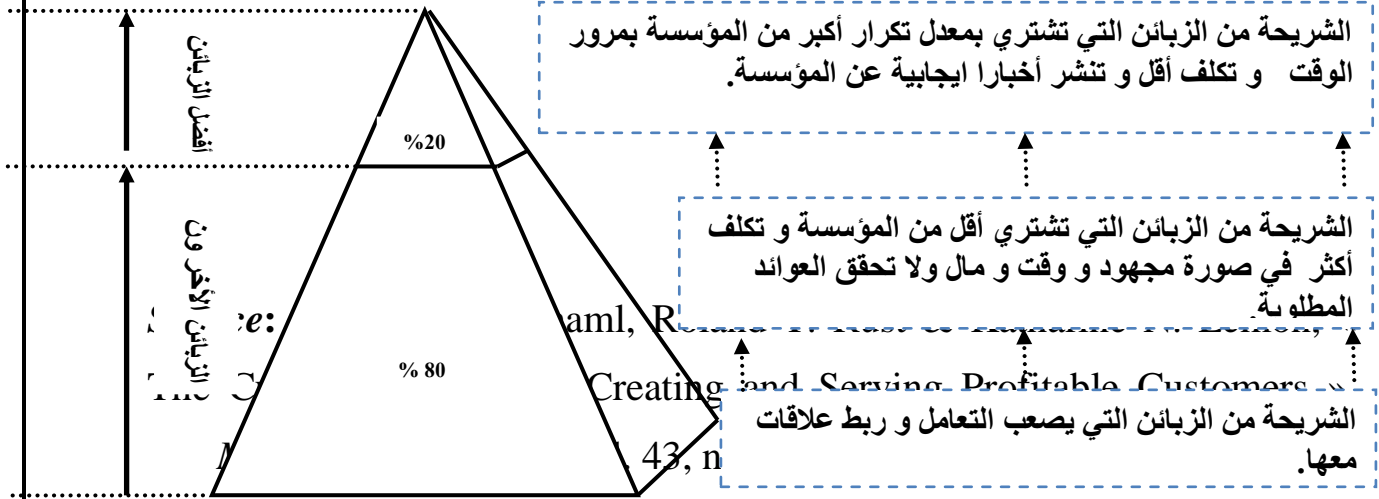 الشريحة من الزبائن التي تشتري بمعدل تكرار أكبر من المؤسسة بمرور
الوقت و تكلف أقل و تنشر أخبارا ايجابية عن المؤسسة.
أفضل الزبائن
%20
الشريحة من الزبائن التي تشتري أقل من المؤسسة و تكلف
أكثر في صورة مجهود و وقت و مال ولا تحقق العوائد
المطلوبة.
الزبائن الأخر ون
% 80
Creating and Serving Profitable Customers »
الشريحة من الزبائن التي يصعب التعامل و ربط علاقات
معها.
43, n